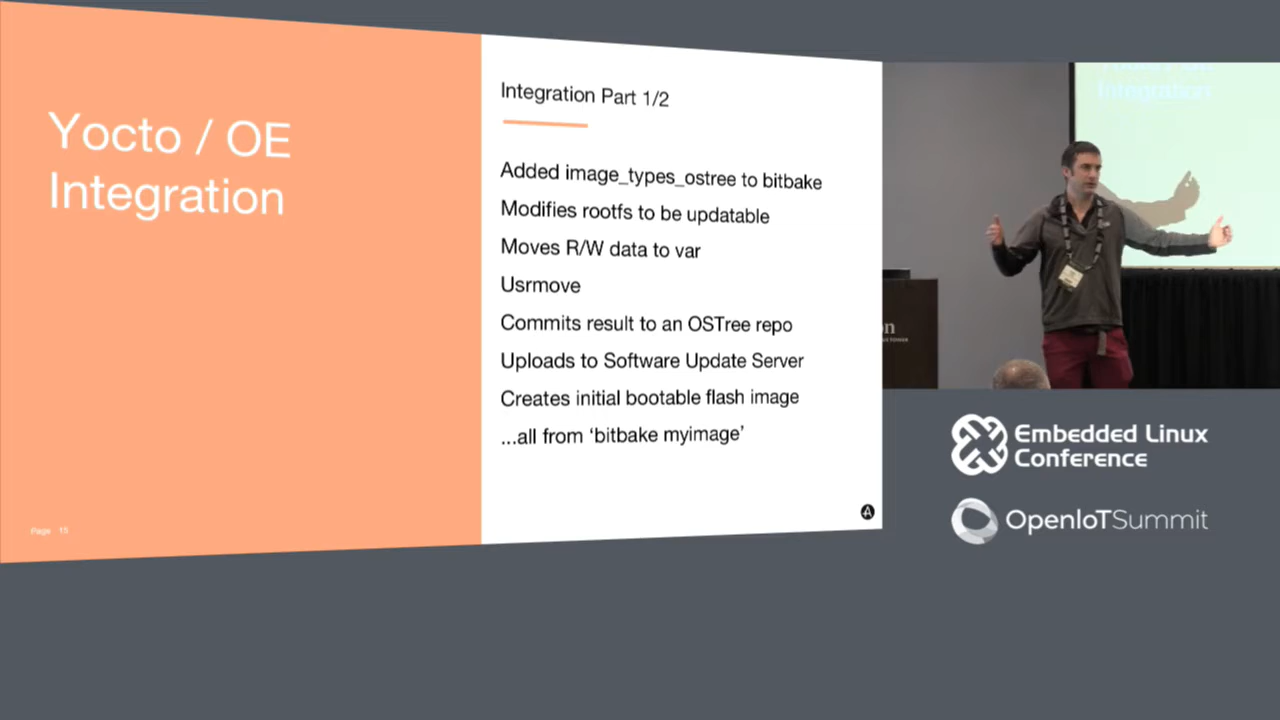 Yocto / OE
Integration
Page 15
Integration Part 1/2
Added image_types_ostree to bitbake
Modifies rootfs to be updatable
Moves R/W data to var
Usrmove
Commits result to an OSTree repo
Uploads to Software Update Server
Creates initial bootable flash image
...all from ‘bitbake myimage’
A
Integration
on
Embedded Linux
Conference
OpenIoTSummit